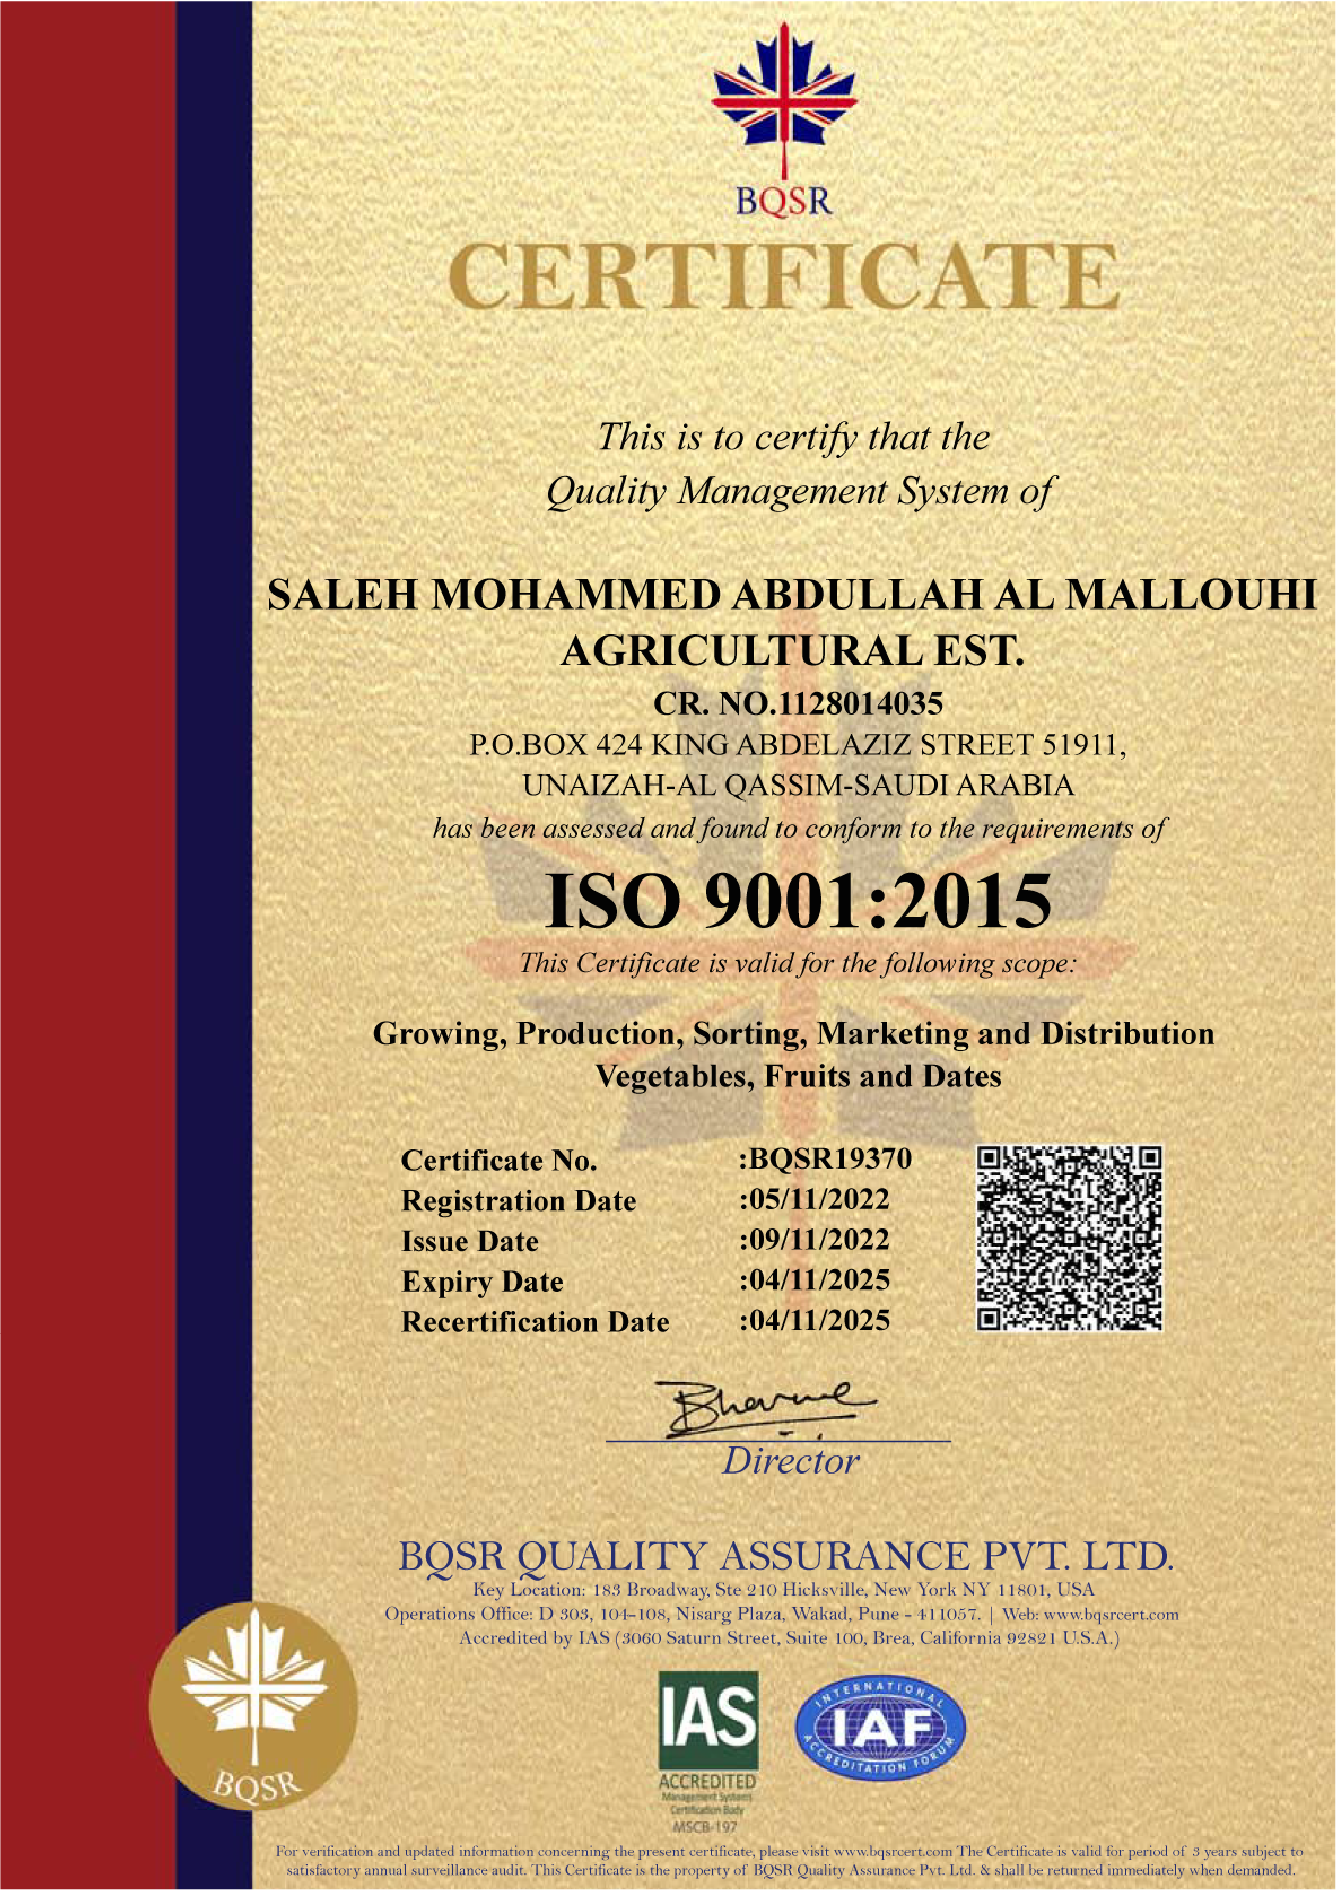 BQSR
CERTIFICATE
This is to certify that the
Quality Management System of
SALEH MOHAMMED ABDULLAH AL MALLOUHI
AGRICULTURAL EST.
CR. NO.1128014035
P.O.BOX 424 KING ABDELAZIZ STREET 51911,
UNAIZAH-AL QASSIM-SAUDI ARABIA
has been assessed and found to conform to the requirements of
ISO 9001:2015
This Certificate is valid for the following scope:
Growing, Production, Sorting, Marketing and Distribution
Vegetables, Fruits and Dates
Certificate No. :BQSR19370
Registration Date :05/11/2022
Issue Date :09/11/2022
Expiry Date :04/11/2025
Recertification Date :04/11/2025
Director
BQSR QUALITY ASSURANCE PVT. LTD.
Key Location: 183 Broadway, Ste 210 Hicksville, New York NY 11801, USA
Operations Office: D 303, 104-108, Nisarg Plaza, Wakad, Pune - 411057. | Web: www.bqsrcert.com
Accredited by IAS (3060 Saturn Street, Suite 100, Brea, California 92821 U.S.A.)
IAS
ACCREDITED
Management Systems
Certification Body
MSCB-197
INTERNATIONAL
IAF
ACCREDITATION FORUM
BQSR
For verification and updated information concerning the present certificate, please visit www.bqsrcert.com The Certificate is valid for period of 3 years subject to
satisfactory annual surveillance audit. This Certificate is the property of BQSR Quality Assurance Pvt. Ltd. & shall be returned immediately when demanded.